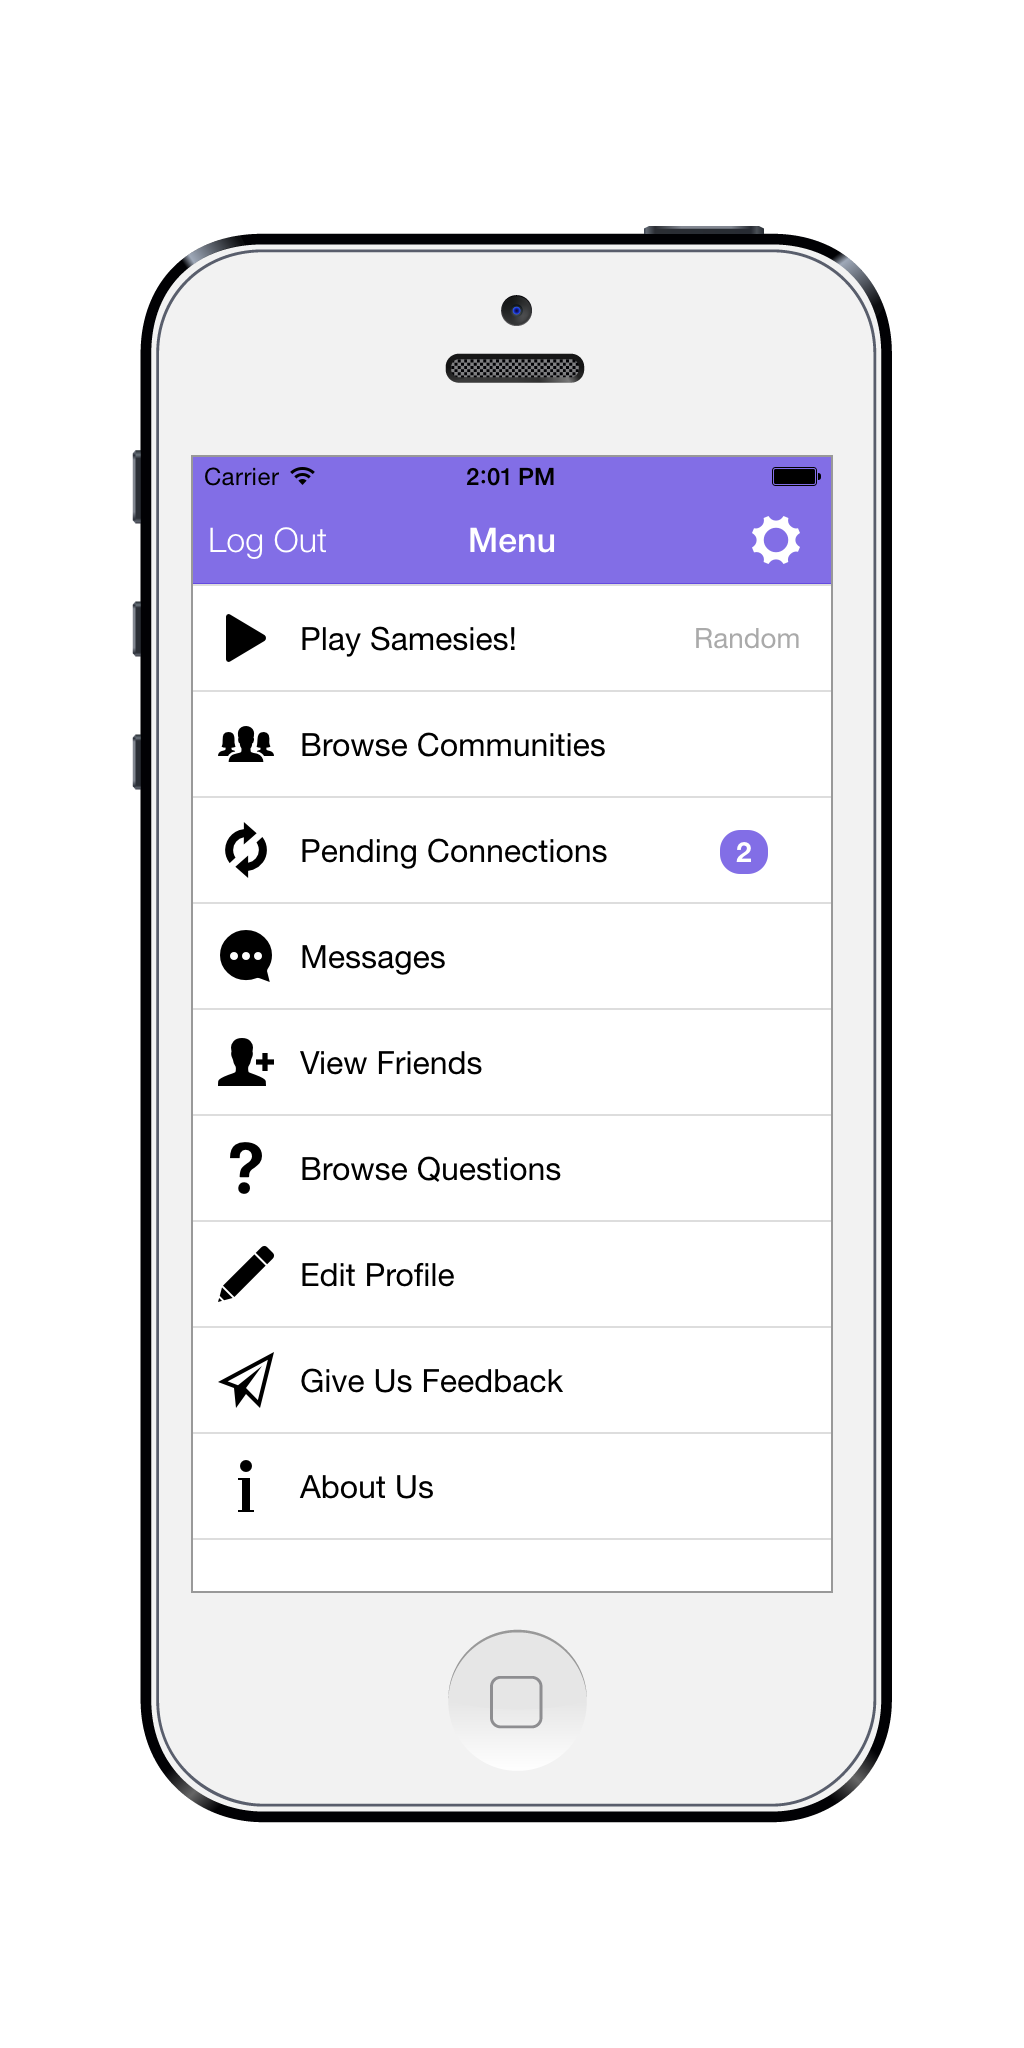 Carrier 2:01 PM
Log Out Menu
Play Samesies! Random
Browse Communities
Pending Connections 2
Messages
View Friends
Browse Questions
Edit Profile
Give Us Feedback
About Us